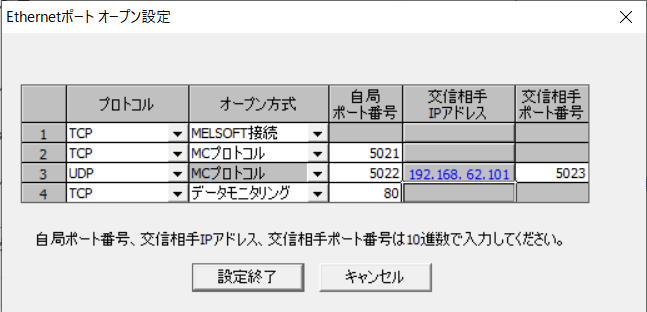 Ethernetポート オープン設定
プロトコル オープン方式 自局 ポート番号 交信相手 IPアドレス 交信相手 ポート番号
1 TCP MELSOFT接続
2 TCP MCプロトコル 5021
3 UDP MCプロトコル 5022 192.168. 62.101 5023
4 TCP データモニタリング 80
自局ポート番号、交信相手IPアドレス、交信相手ポート番号は10進数で入力してください。
設定終了 キャンセル